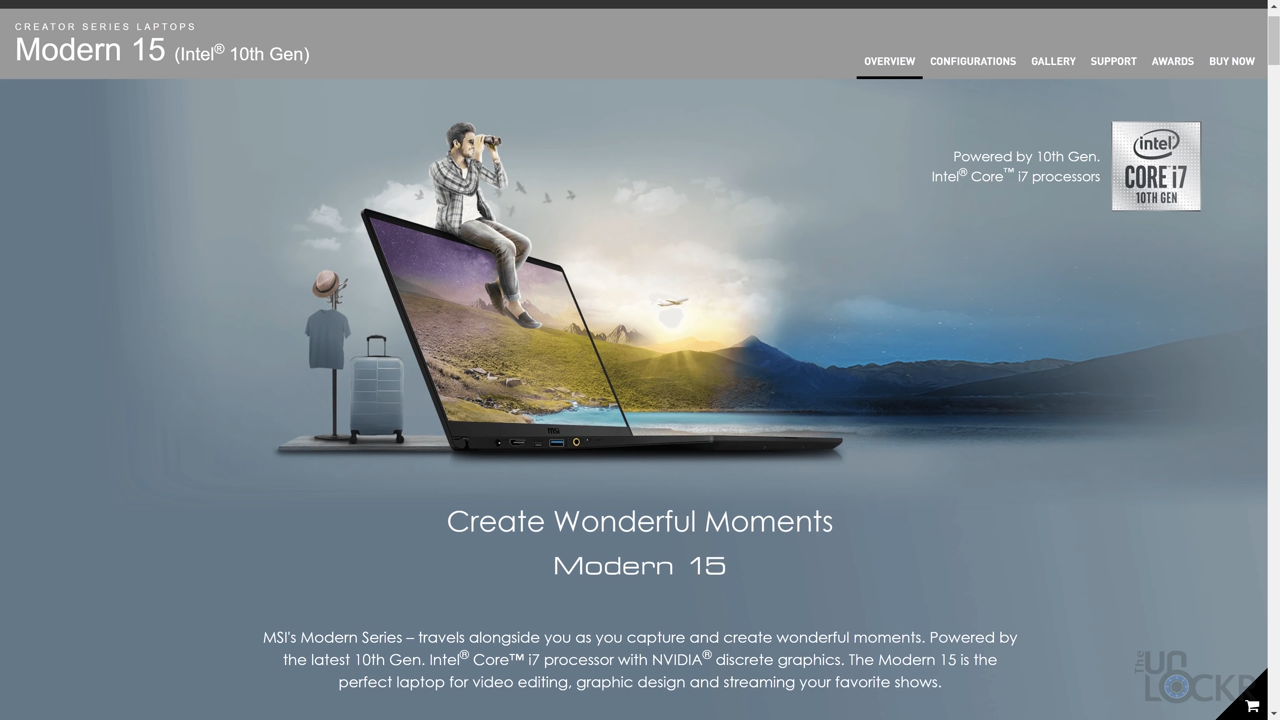 CREATOR SERIES LAPTOPS
Modern 15 (Intel® 10th Gen)
OVERVIEW CONFIGURATIONS GALLERY SUPPORT AWARDS BUY NOW
Powered by 10th Gen.
Intel® Core™ i7 processors
intel
CORE i7
10TH GEN
msi
Create Wonderful Moments
Modern 15
MSI's Modern Series – travels alongside you as you capture and create wonderful moments. Powered by
the latest 10th Gen. Intel® Core™ i7 processor with NVIDIA® discrete graphics. The Modern 15 is the
perfect laptop for video editing, graphic design and streaming your favorite shows.
The UN
LOCKR